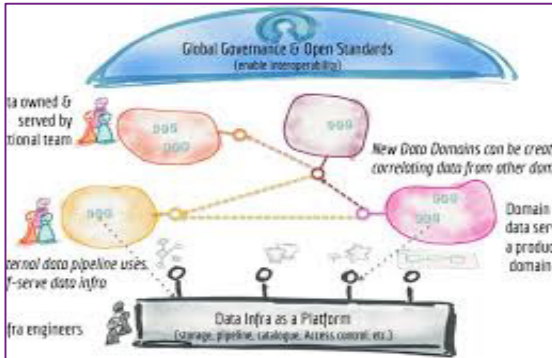 Global Governance & Open Standards
(enable interoperability)
ta owned &
served by
tional team
New Data Domains can be creat
correlating data from other dom
Domain
data serv
a produc
domain
ternal data pipeline uses
f-serve data infra
fra engineers
Data Infra as a Platform
(storage, pipeline, catalogue, Access control, etc.)